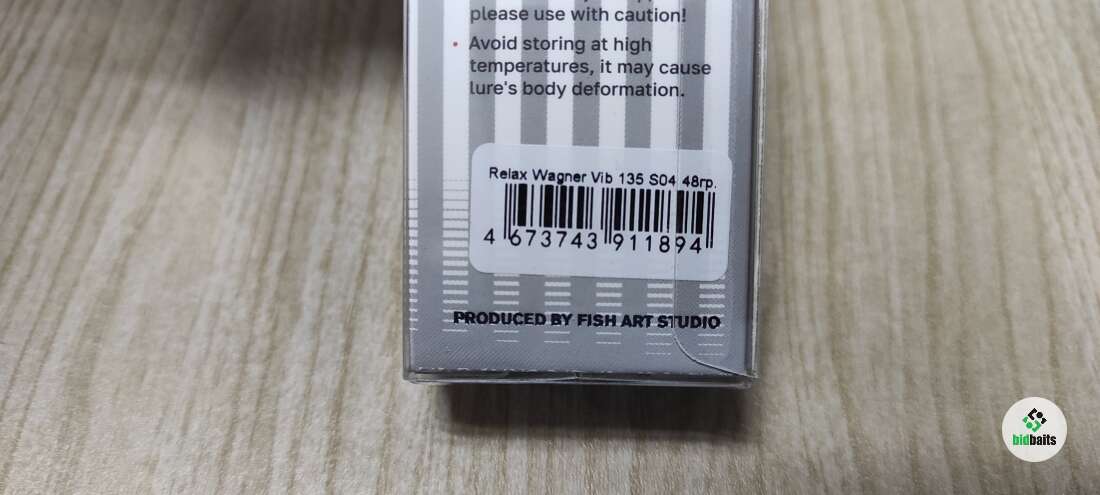 please use with caution!
• Avoid storing at high
temperatures, it may cause
lure's body deformation.
Relax Wagner Vib 135 S04 48гр.
4 673743 911894
PRODUCED BY FISH ART STUDIO
bidbaits